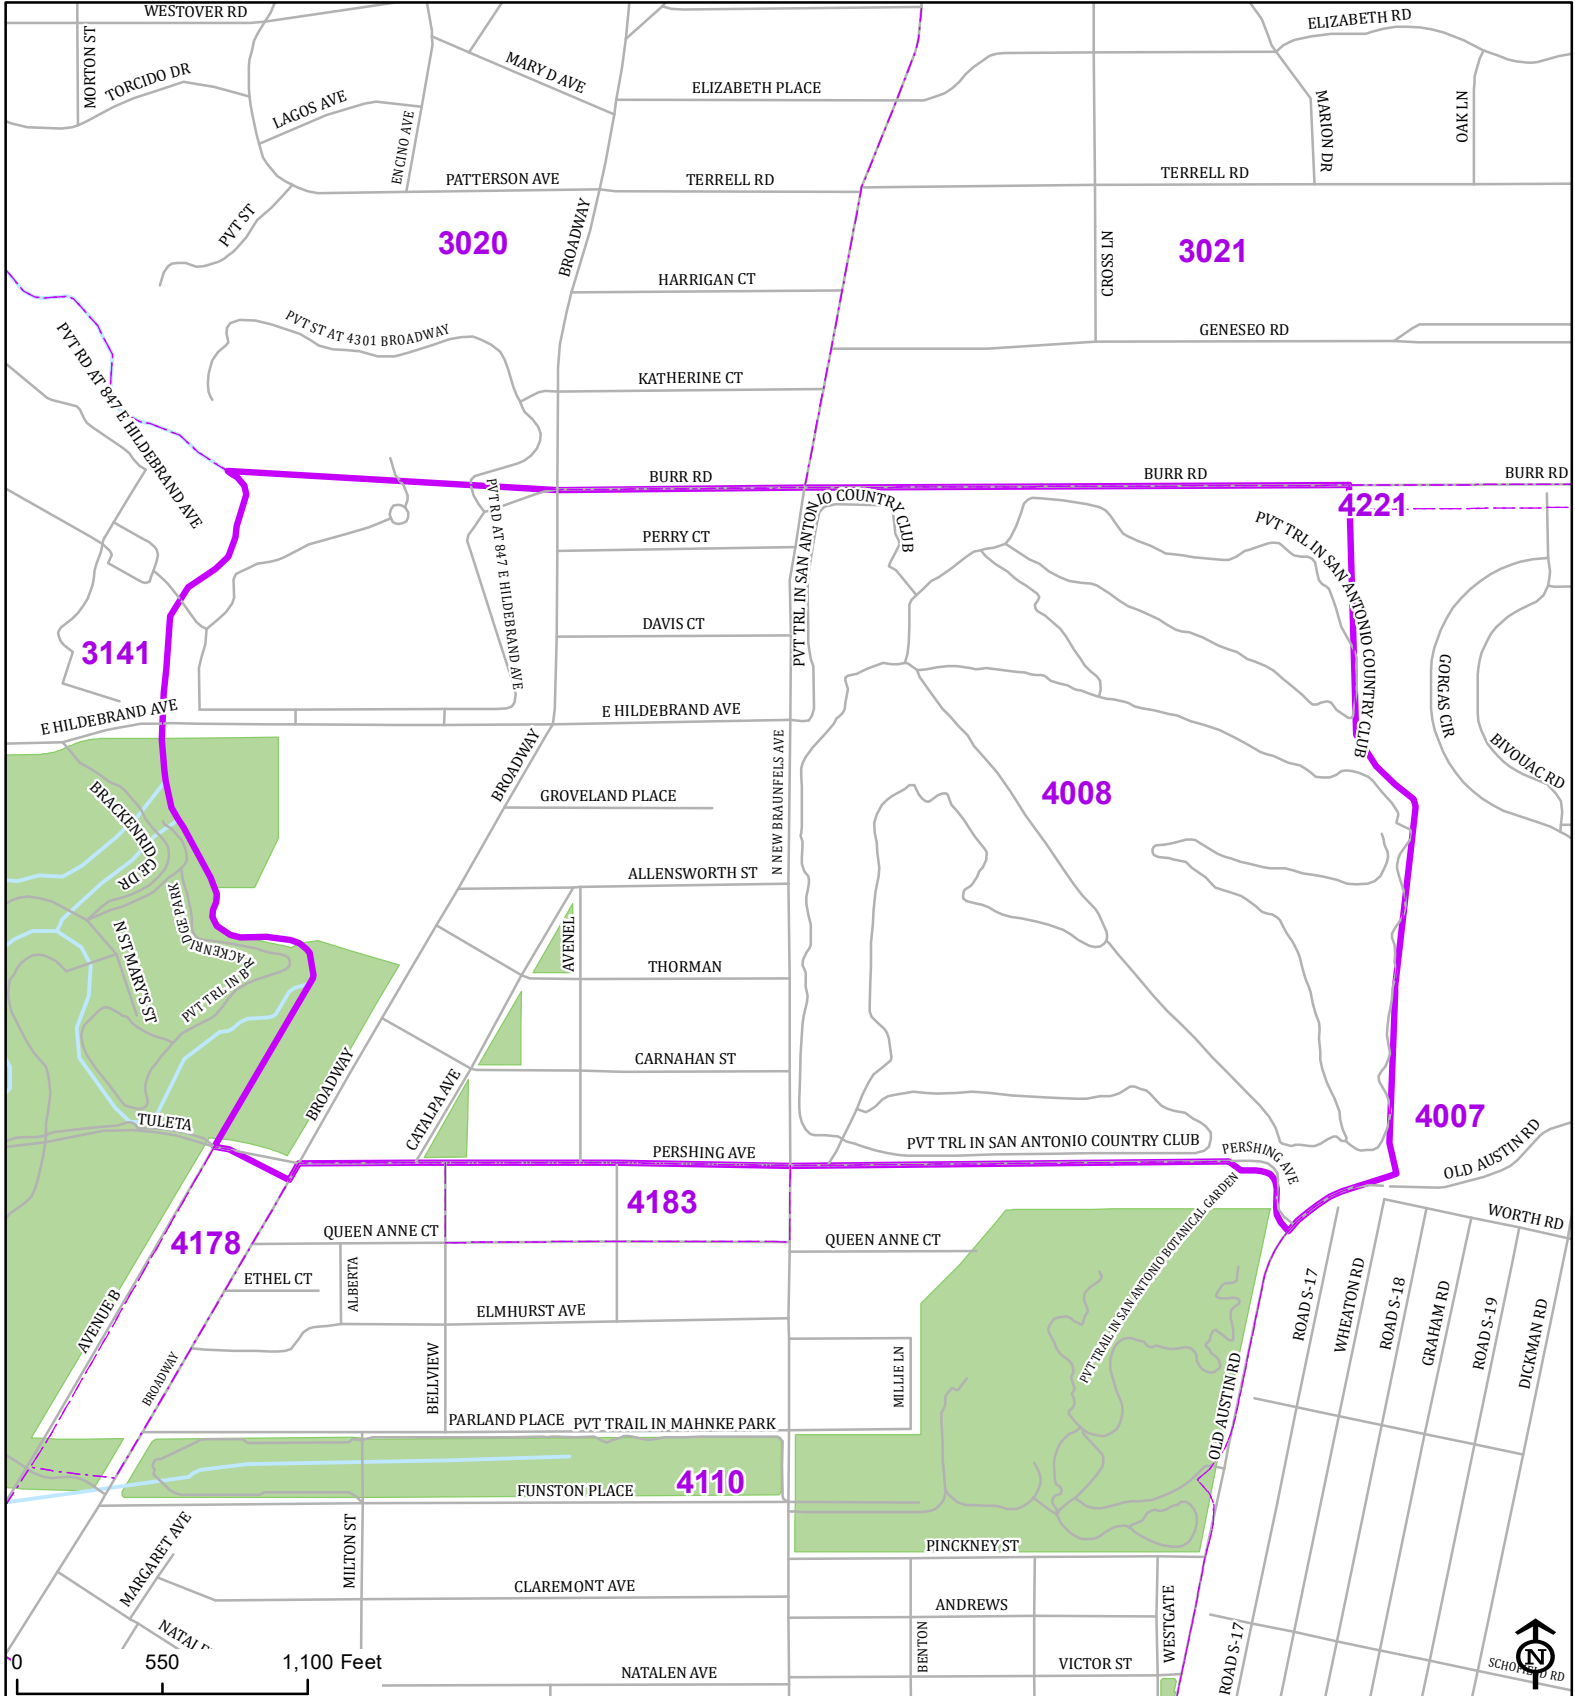 WESTOVER RD
ELIZABETH RD
MORTON ST
TORCIDO DR
LAGOS AVE
MARY D AVE
ELIZABETH PLACE
ENCINO AVE
MARION DR
OAK LN
PATTERSON AVE
TERRELL RD
TERRELL RD
PVT ST
3020
BROADWAY
3021
CROSS LN
HARRIGAN CT
PVT ST AT 4301 BROADWAY
GENESEO RD
PVT RD AT 847 E HILDEBRAND AVE
KATHERINE CT
BURR RD
BURR RD
BURR RD
PVT RD AT 847 E HILDEBRAND AVE
PVT TRL IN SAN ANTONIO COUNTRY CLUB
4221
PVT TRL IN SAN ANTONIO COUNTRY CLUB
PERRY CT
DAVIS CT
3141
GORGAS CIR
E HILDEBRAND AVE
E HILDEBRAND AVE
BROADWAY
N NEW BRAUNFELS AVE
BIVOUAC RD
BRACKENRIDGE DR
GROVELAND PLACE
4008
ALLENSWORTH ST
PVT TRL IN BRACKENRIDGE PARK
N ST MARY'S ST
AVENEL
THORMAN
CARNAHAN ST
BROADWAY
CATALPA AVE
TULETA
4007
PERSHING AVE
PVT TRL IN SAN ANTONIO COUNTRY CLUB
PERSHING AVE
OLD AUSTIN RD
4183
4178
QUEEN ANNE CT
QUEEN ANNE CT
PVT TRAIL IN SAN ANTONIO BOTANICAL GARDEN
WORTH RD
ETHEL CT
ALBERTA
ELMHURST AVE
AVENUE B
BROADWAY
BELLVIEW
MILLIE LN
ROAD S-17
WHEATON RD
ROAD S-18
GRAHAM RD
ROAD S-19
DICKMAN RD
OLD AUSTIN RD
PARLAND PLACE
PVT TRAIL IN MAHNKE PARK
4110
FUNSTON PLACE
MARGARET AVE
MILTON ST
PINCKNEY ST
CLAREMONT AVE
ANDREWS
WESTGATE
BENTON
ROAD S-17
VICTOR ST
NATALEN AVE
SCHOFIELD RD
N
0 550 1,100 Feet